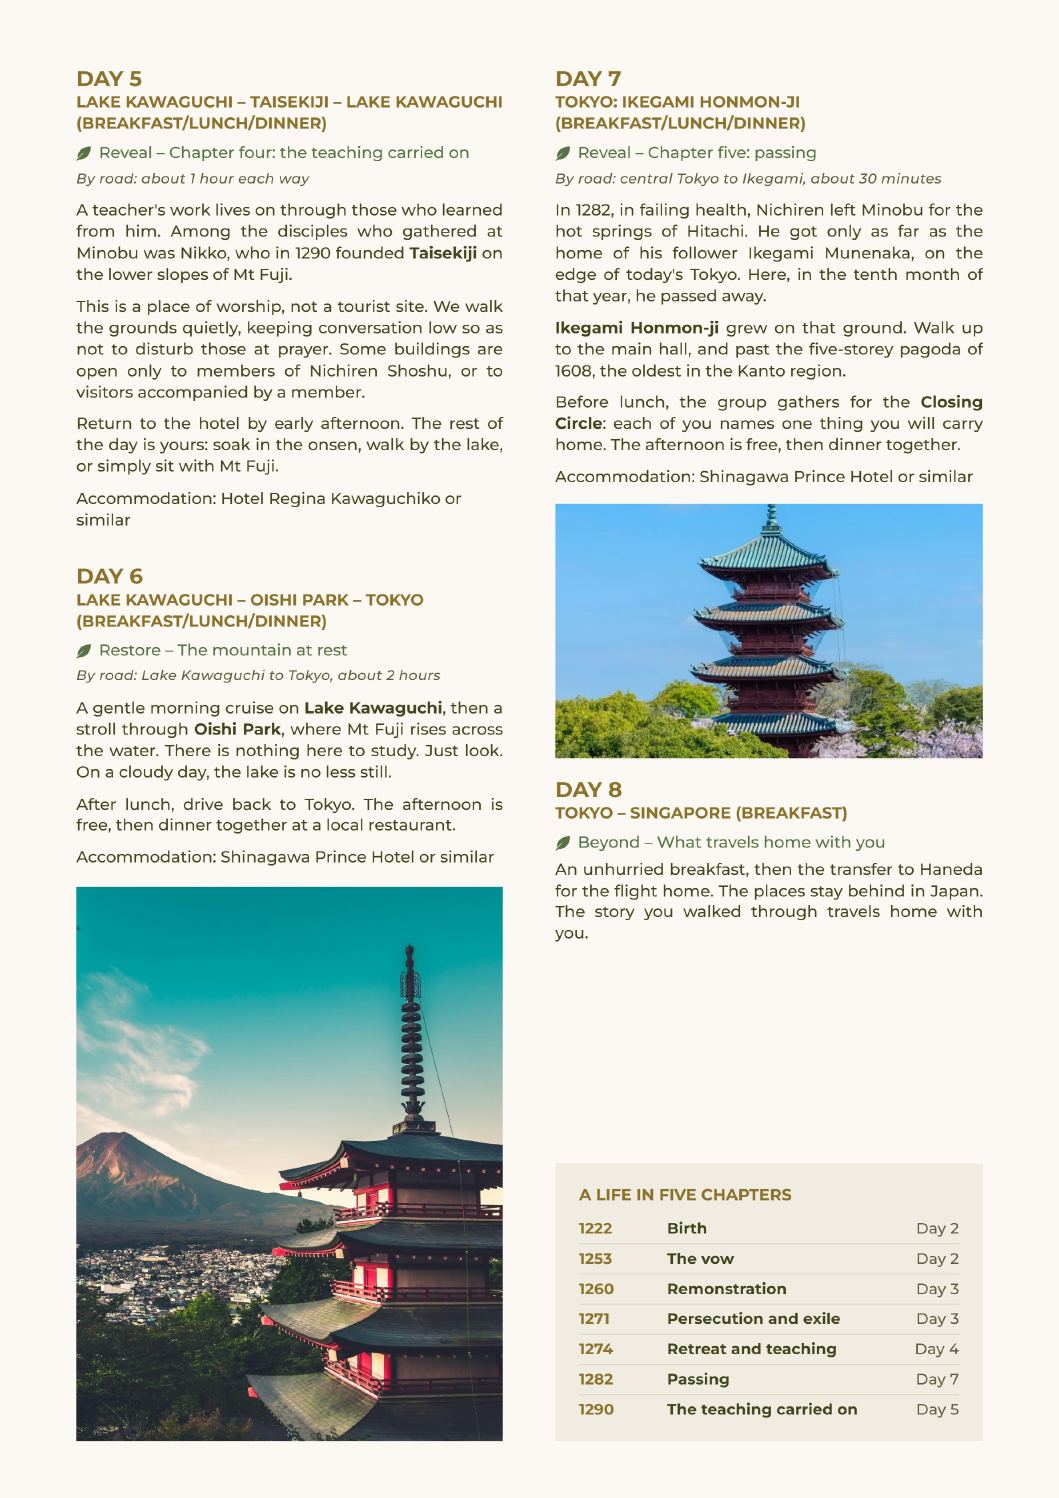 DAY 5
LAKE KAWAGUCHI – TAISEKIJI – LAKE KAWAGUCHI
(BREAKFAST/LUNCH/DINNER)
Reveal – Chapter four: the teaching carried on
By road: about 1 hour each way
A teacher's work lives on through those who learned
from him. Among the disciples who gathered at
Minobu was Nikko, who in 1290 founded Taisekiji on
the lower slopes of Mt Fuji.
This is a place of worship, not a tourist site. We walk
the grounds quietly, keeping conversation low so as
not to disturb those at prayer. Some buildings are
open only to members of Nichiren Shoshu, or to
visitors accompanied by a member.
Return to the hotel by early afternoon. The rest of
the day is yours: soak in the onsen, walk by the lake,
or simply sit with Mt Fuji.
Accommodation: Hotel Regina Kawaguchiko or
similar
DAY 6
LAKE KAWAGUCHI – OISHI PARK – TOKYO
(BREAKFAST/LUNCH/DINNER)
Restore – The mountain at rest
By road: Lake Kawaguchi to Tokyo, about 2 hours
A gentle morning cruise on Lake Kawaguchi, then a
stroll through Oishi Park, where Mt Fuji rises across
the water. There is nothing here to study. Just look.
On a cloudy day, the lake is no less still.
After lunch, drive back to Tokyo. The afternoon is
free, then dinner together at a local restaurant.
Accommodation: Shinagawa Prince Hotel or similar
DAY 7
TOKYO: IKEGAMI HONMON-JI
(BREAKFAST/LUNCH/DINNER)
Reveal – Chapter five: passing
By road: central Tokyo to Ikegami, about 30 minutes
In 1282, in failing health, Nichiren left Minobu for the
hot springs of Hitachi. He got only as far as the
home of his follower Ikegami Munenaka, on the
edge of today's Tokyo. Here, in the tenth month of
that year, he passed away.
Ikegami Honmon-ji grew on that ground. Walk up
to the main hall, and past the five-storey pagoda of
1608, the oldest in the Kanto region.
Before lunch, the group gathers for the Closing
Circle: each of you names one thing you will carry
home. The afternoon is free, then dinner together.
Accommodation: Shinagawa Prince Hotel or similar
DAY 8
TOKYO – SINGAPORE (BREAKFAST)
Beyond – What travels home with you
An unhurried breakfast, then the transfer to Haneda
for the flight home. The places stay behind in Japan.
The story you walked through travels home with
you.
A LIFE IN FIVE CHAPTERS
1222 Birth Day 2
1253 The vow Day 2
1260 Remonstration Day 3
1271 Persecution and exile Day 3
1274 Retreat and teaching Day 4
1282 Passing Day 7
1290 The teaching carried on Day 5